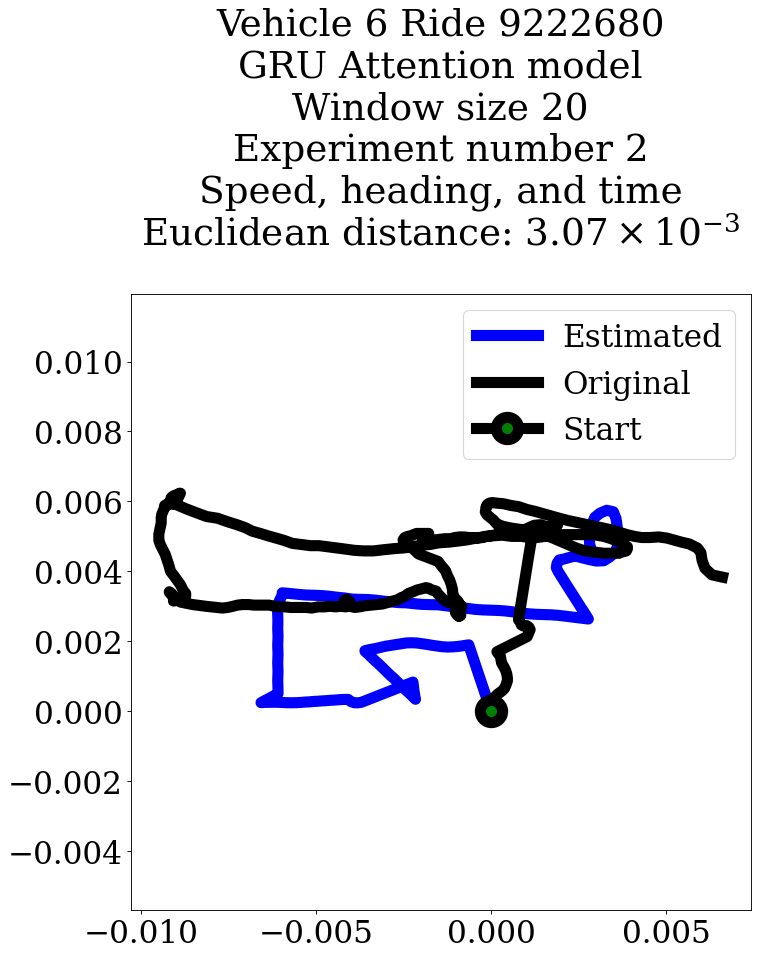 Vehicle 6 Ride 9222680
GRU Attention model
Window size 20
Experiment number 2
Speed, heading, and time
Euclidean distance: 3.07 × 10⁻³
Estimated
Original
Start
0.010
0.008
0.006
0.004
0.002
0.000
−0.002
−0.004
−0.010 −0.005 0.000 0.005